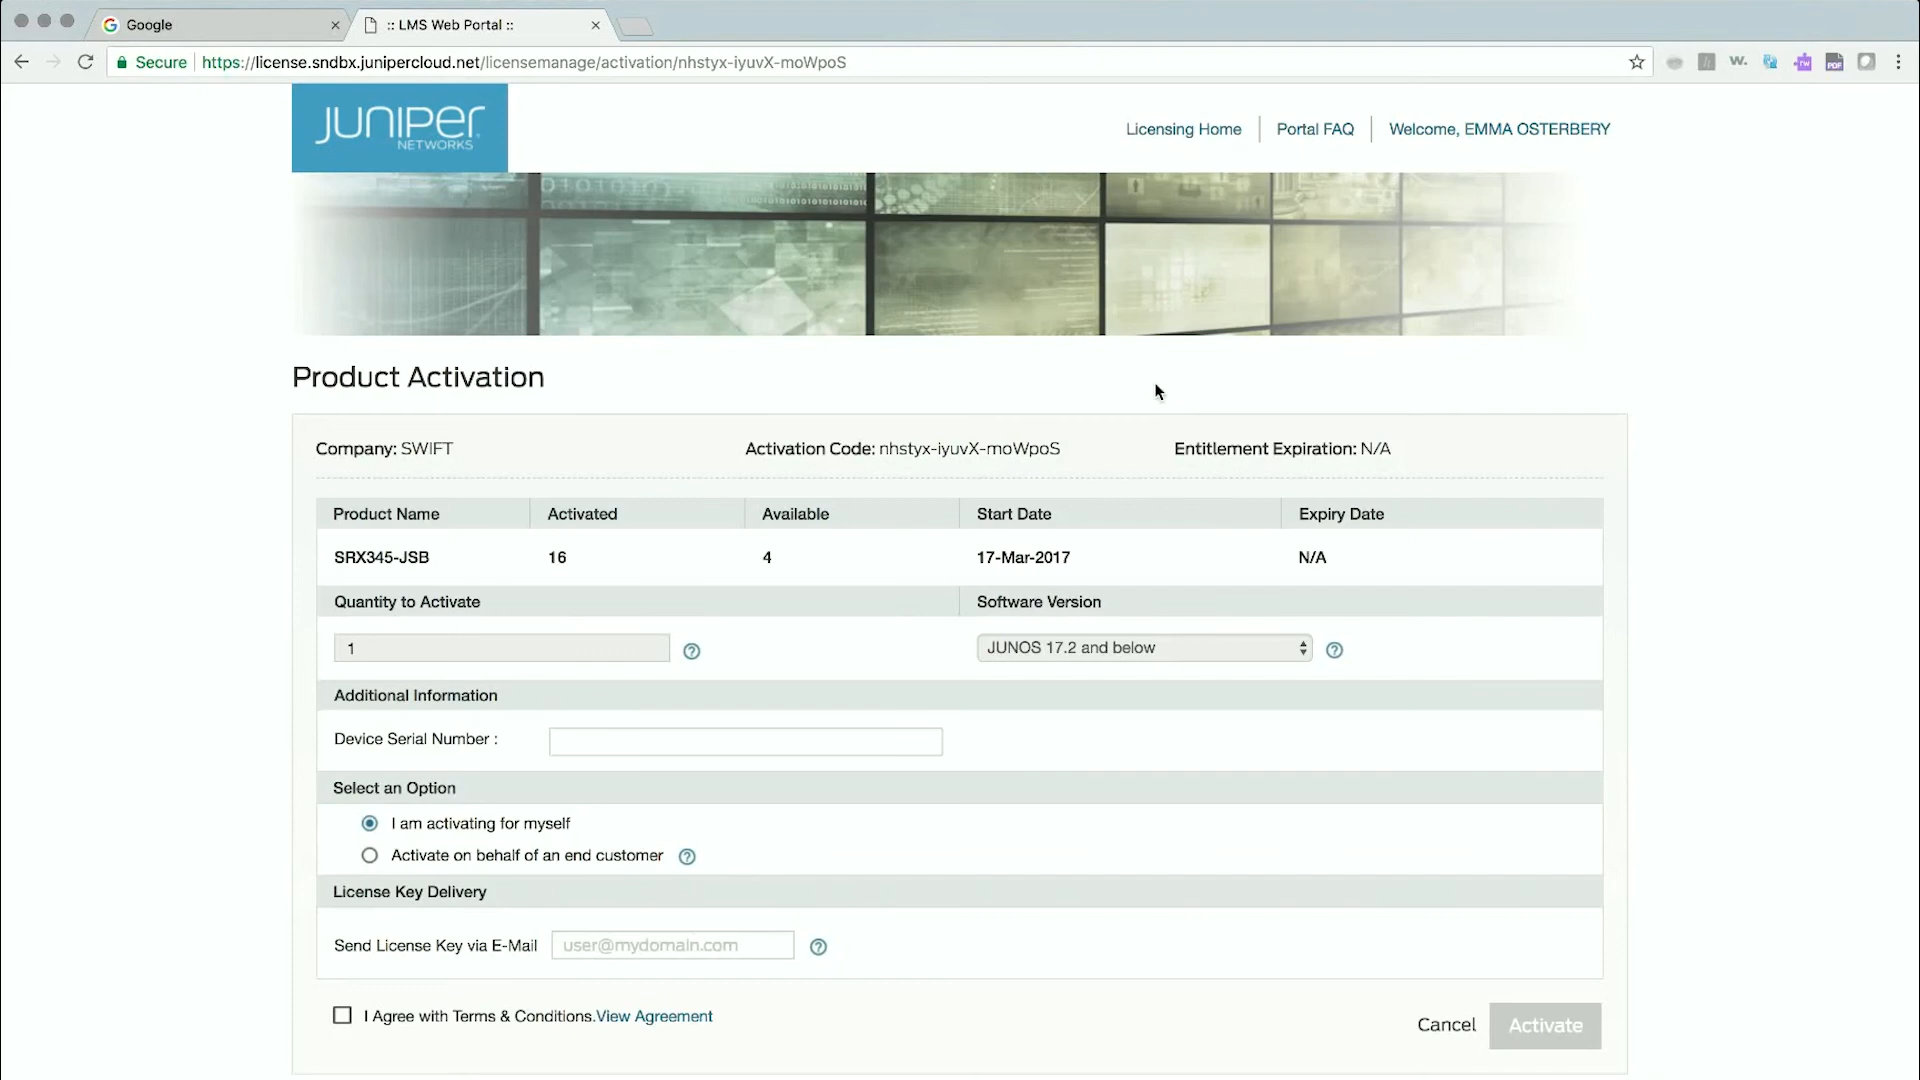 Google
:: LMS Web Portal ::
Secure
https://license.sndbx.junipercloud.net/licensemanage/activation/nhstyx-iyuvX-moWpoS
W.
rw
PDF
JUNIPER
NETWORKS
Licensing Home
Portal FAQ
Welcome, EMMA OSTERBERY
Product Activation
Company: SWIFT
Activation Code: nhstyx-iyuvX-moWpoS
Entitlement Expiration: N/A
Product Name
Activated
Available
Start Date
Expiry Date
SRX345-JSB
16
4
17-Mar-2017
N/A
Quantity to Activate
Software Version
1
?
JUNOS 17.2 and below
?
Additional Information
Device Serial Number :
Select an Option
I am activating for myself
Activate on behalf of an end customer
?
License Key Delivery
Send License Key via E-Mail
user@mydomain.com
?
I Agree with Terms & Conditions.View Agreement
Cancel
Activate